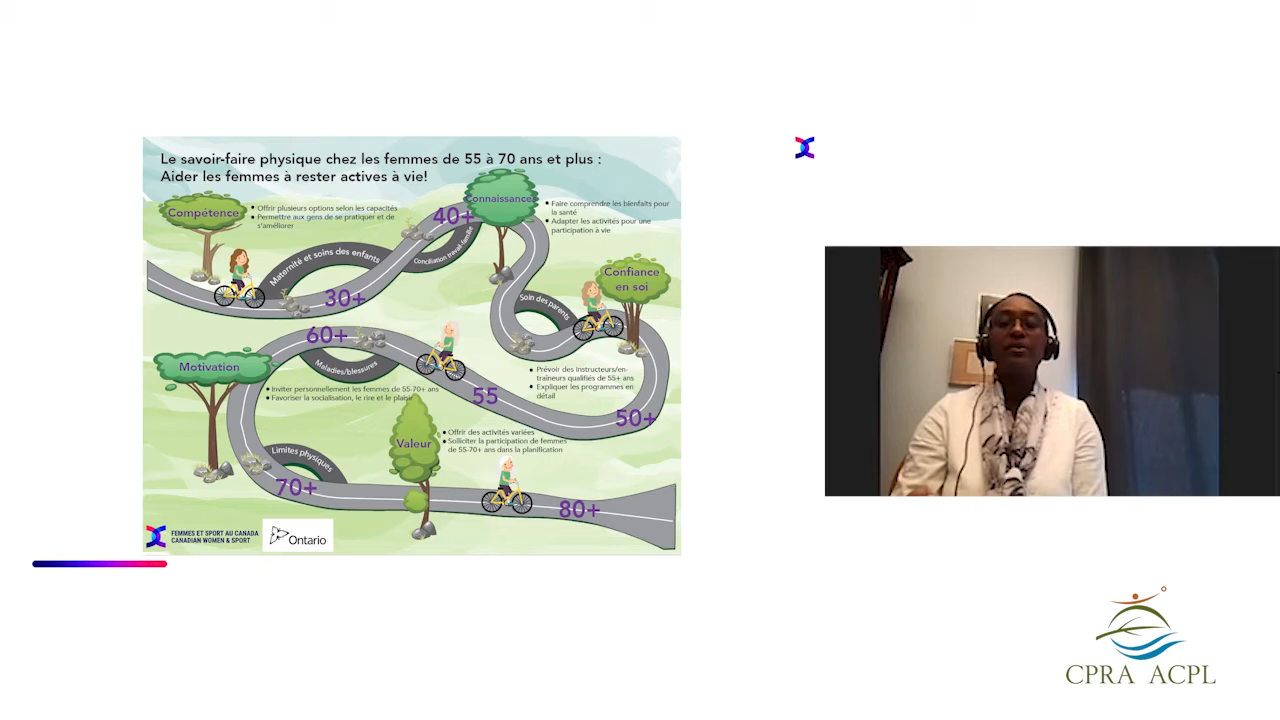 Le savoir-faire physique chez les femmes de 55 à 70 ans et plus :
Aider les femmes à rester actives à vie!
Compétence
• Offrir plusieurs options selon les capacités
• Permettre aux gens de se pratiquer et de
s'améliorer
40+
Connaissances
• Faire comprendre les bienfaits pour
la santé
• Adapter les activités pour une
participation à vie
Maternité et soins des enfants
Conciliation travail-famille
30+
Soin des parents
Confiance
en soi
60+
Maladies/blessures
Motivation
• Inviter personnellement les femmes de 55-70+ ans
• Favoriser la socialisation, le rire et le plaisir
55
• Prévoir des instructeurs/en-
traîneurs qualifiés de 55+ ans
• Expliquer les programmes en
détail
50+
Valeur
• Offrir des activités variées
• Solliciter la participation de femmes
de 55-70+ ans dans la planification
Limites physiques
70+
80+
FEMMES ET SPORT AU CANADA
CANADIAN WOMEN & SPORT
Ontario
CPRA ACPL